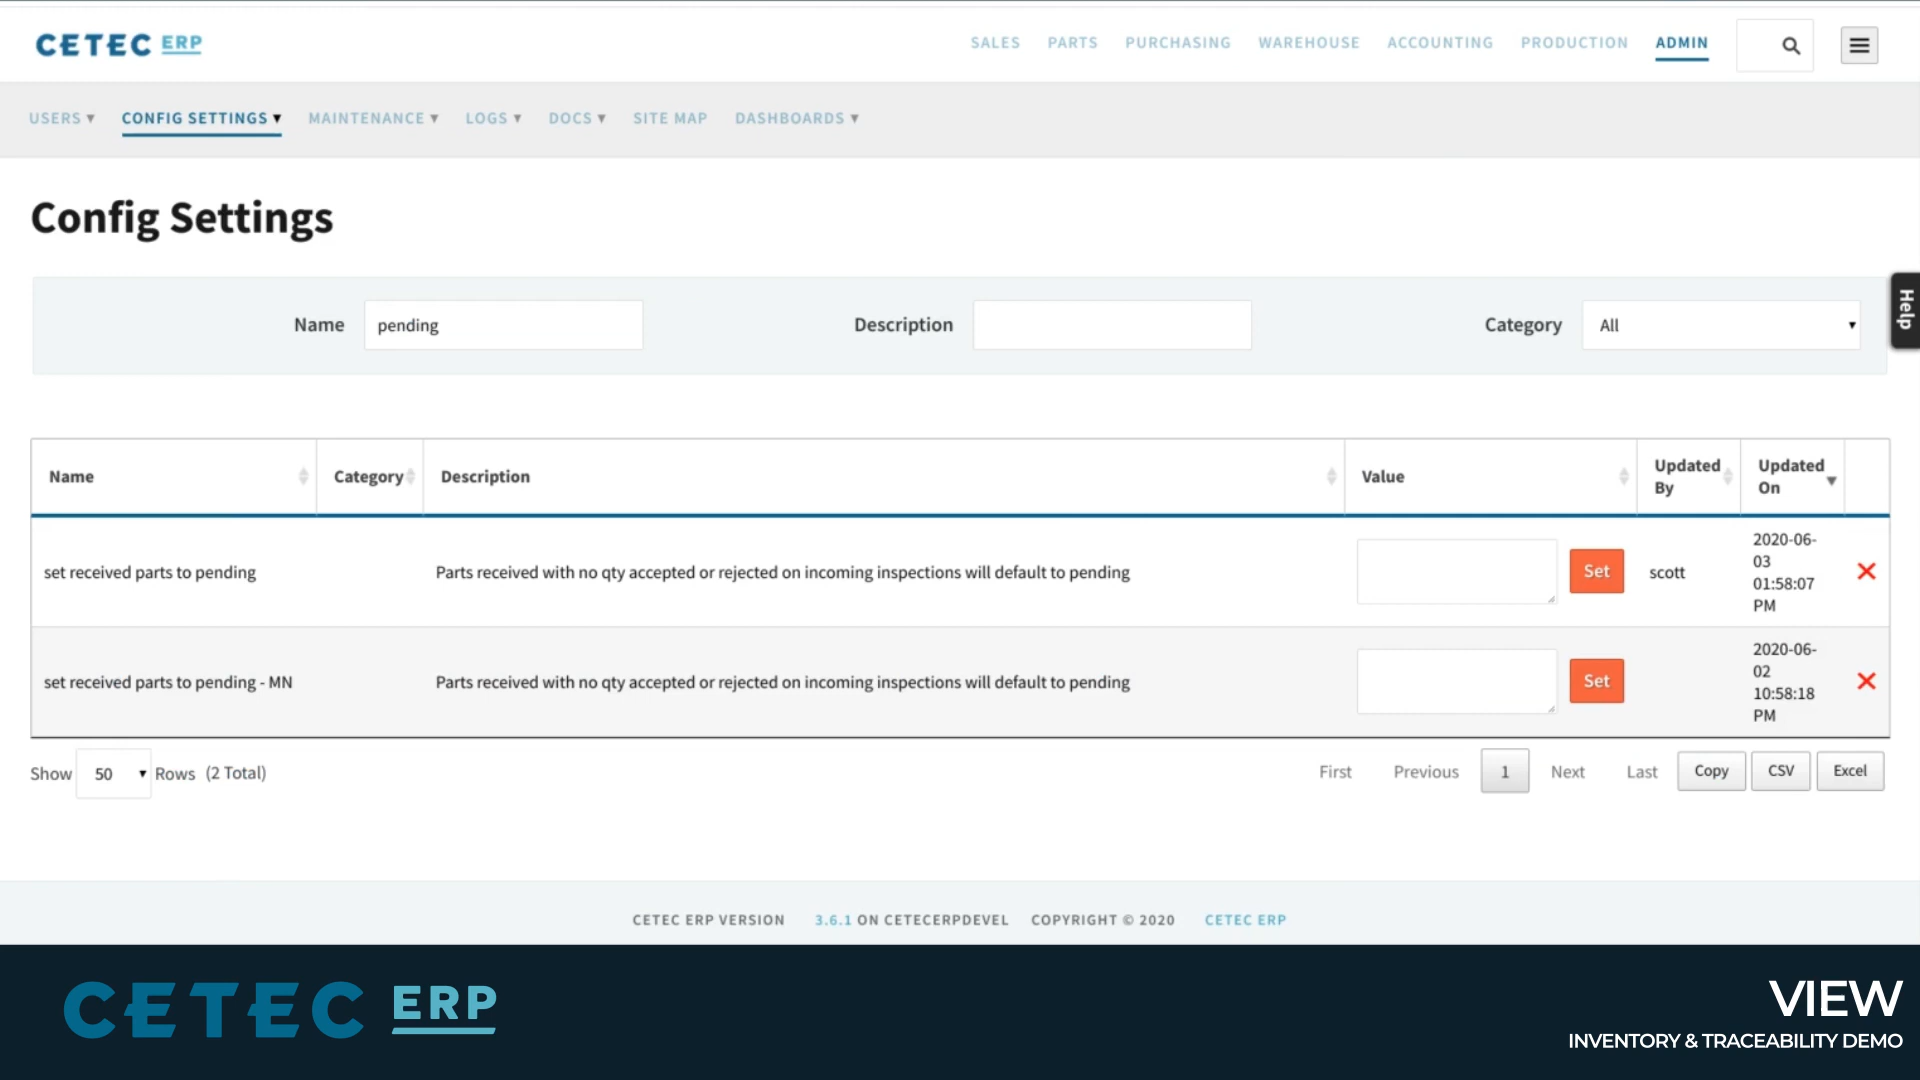 CETEC ERP
SALES PARTS PURCHASING WAREHOUSE ACCOUNTING PRODUCTION ADMIN
USERS ▾ CONFIG SETTINGS ▾ MAINTENANCE ▾ LOGS ▾ DOCS ▾ SITE MAP DASHBOARDS ▾
Config Settings
Name pending Description Category All
Help
Name Category Description Value Updated By Updated On
set received parts to pending Parts received with no qty accepted or rejected on incoming inspections will default to pending Set scott 2020-06-03 01:58:07 PM
set received parts to pending - MN Parts received with no qty accepted or rejected on incoming inspections will default to pending Set 2020-06-02 10:58:18 PM
Show 50 Rows (2 Total) First Previous 1 Next Last Copy CSV Excel
CETEC ERP VERSION 3.6.1 ON CETECERPDEVEL COPYRIGHT © 2020 CETEC ERP
CETEC ERP
VIEW
INVENTORY & TRACEABILITY DEMO